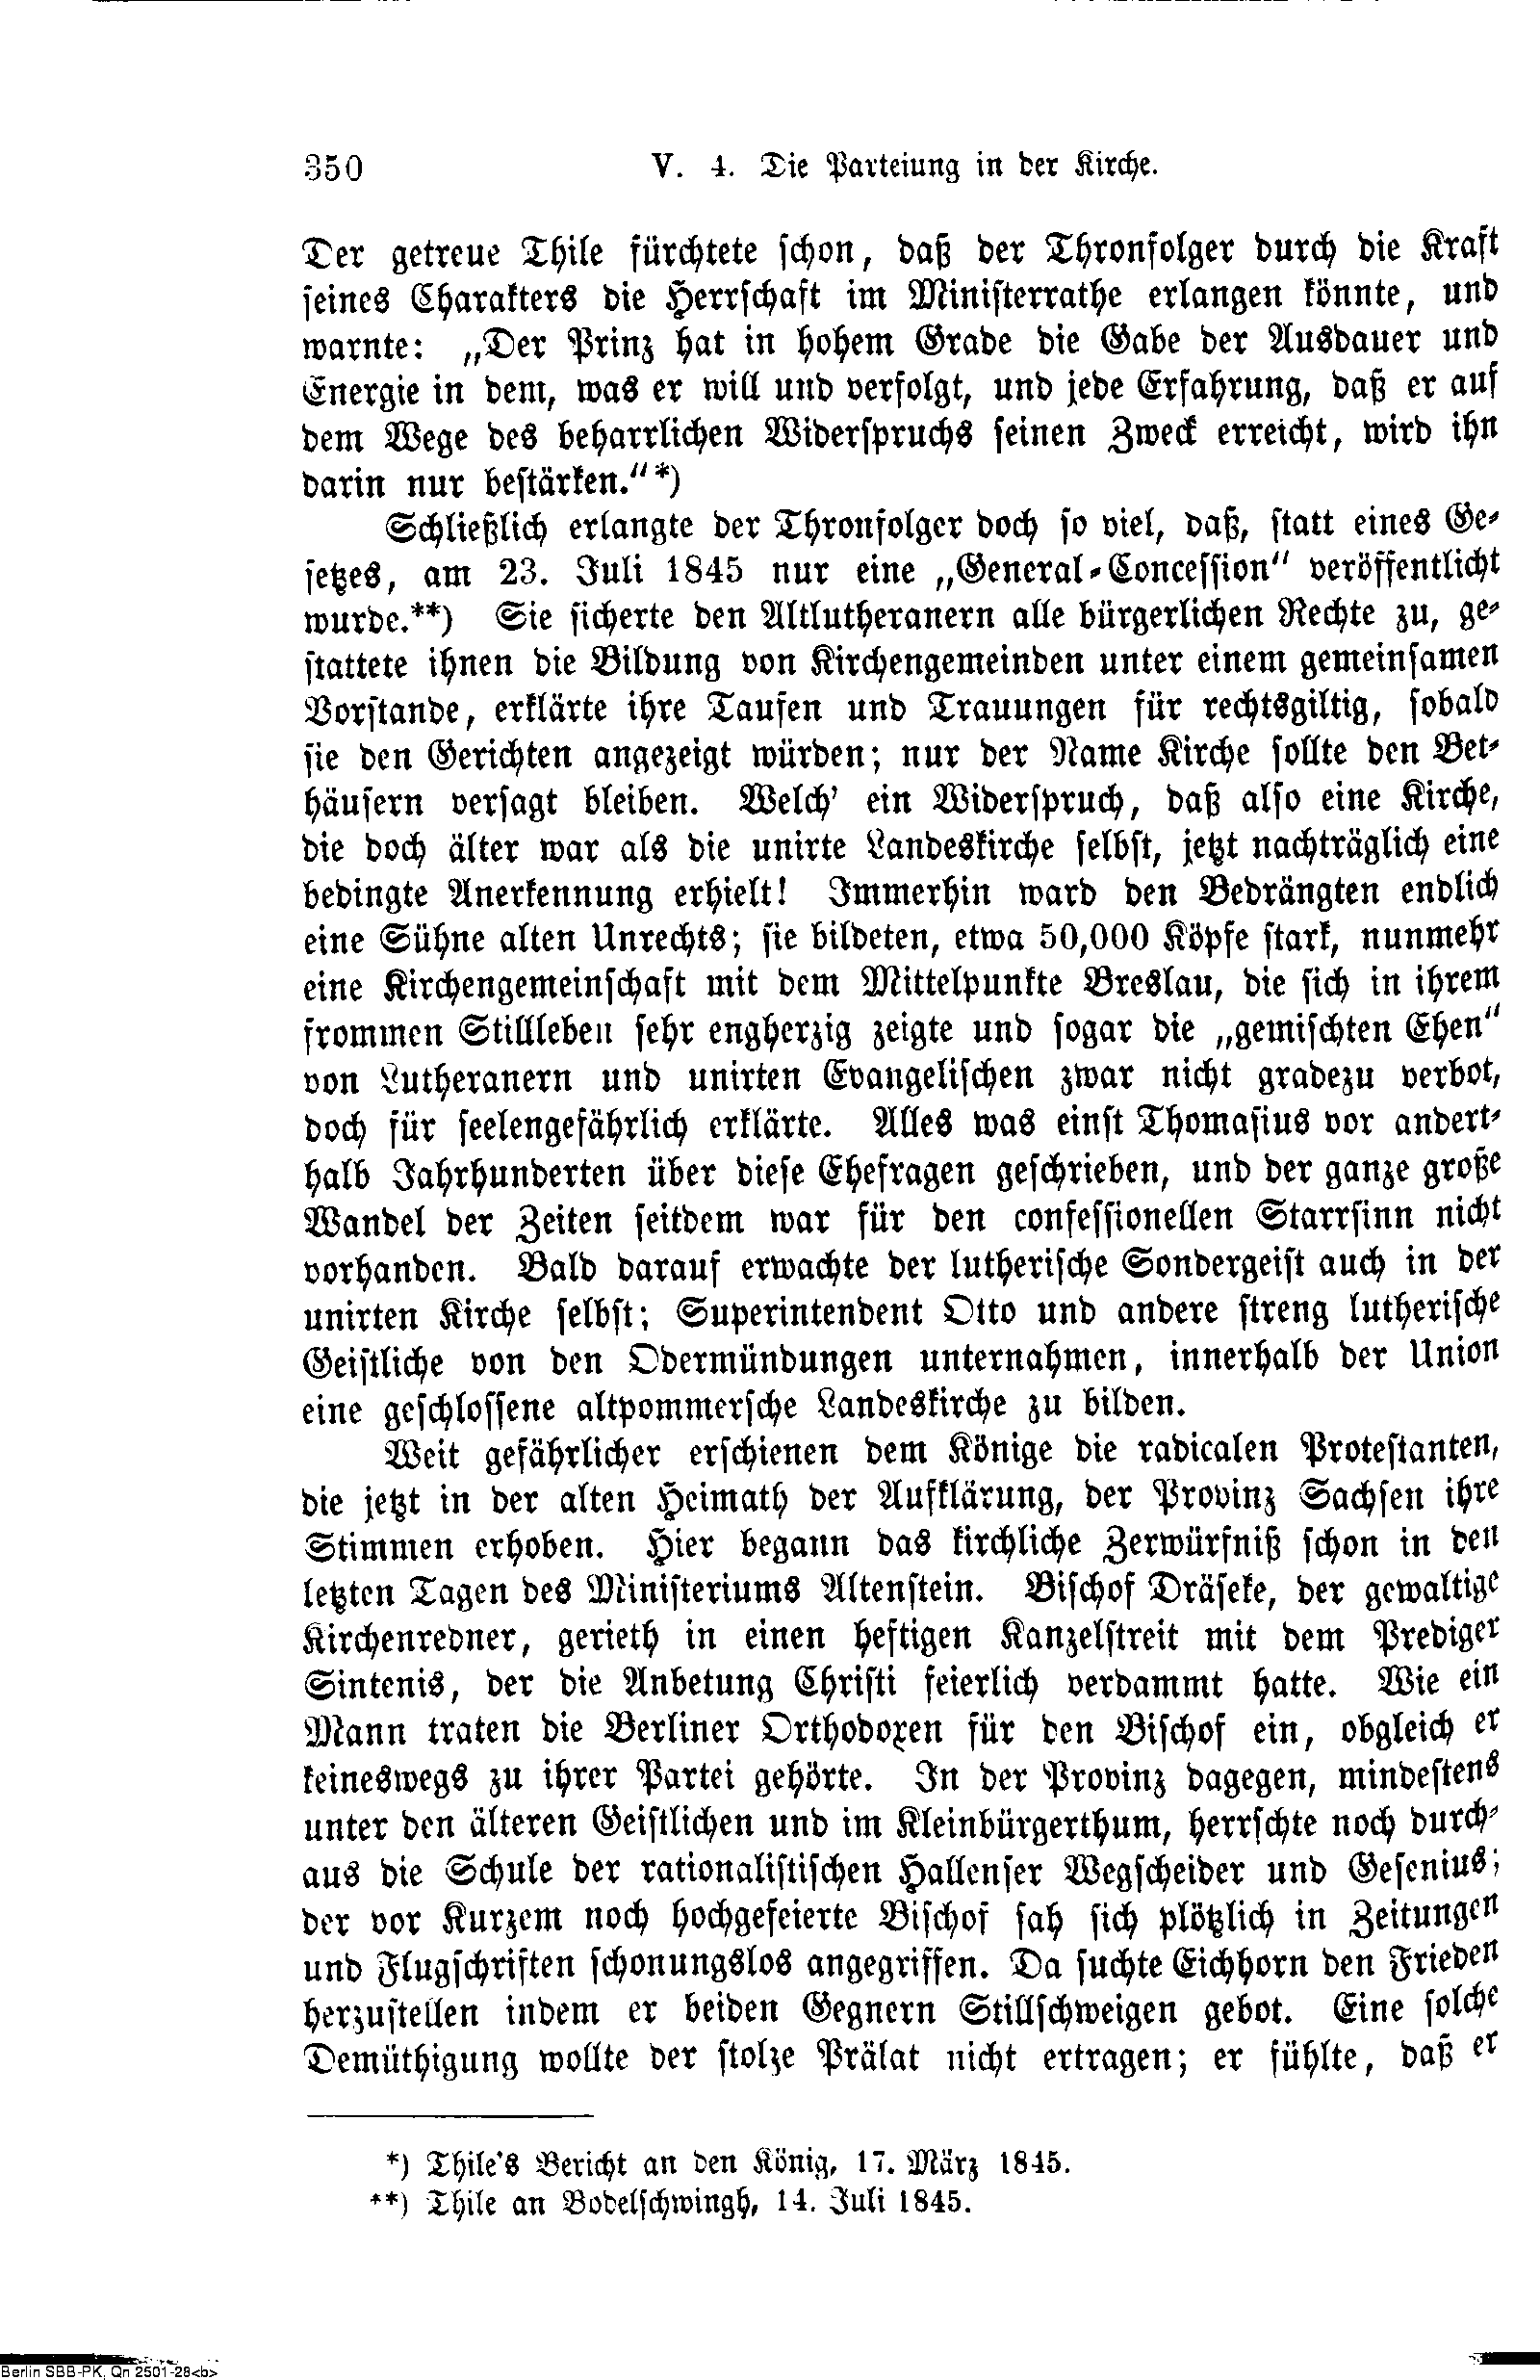 350 V. 4. Die Parteiung in der Kirche.
Der getreue Thile fürchtete schon, daß der Thronfolger durch die Kraft
seines Charakters die Herrschaft im Ministerrathe erlangen könnte, und
warnte: „Der Prinz hat in hohem Grade die Gabe der Ausdauer und
Energie in dem, was er will und verfolgt, und jede Erfahrung, daß er auf
dem Wege des beharrlichen Widerspruchs seinen Zweck erreicht, wird ihn
darin nur bestärken.“*)
Schließlich erlangte der Thronfolger doch so viel, daß, statt eines Ge-
setzes, am 23. Juli 1845 nur eine „General-Concession“ veröffentlicht
wurde.**) Sie sicherte den Altlutheranern alle bürgerlichen Rechte zu, ge-
stattete ihnen die Bildung von Kirchengemeinden unter einem gemeinsamen
Vorstande, erklärte ihre Taufen und Trauungen für rechtsgiltig, sobald
sie den Gerichten angezeigt würden; nur der Name Kirche sollte den Bet-
häusern versagt bleiben. Welch' ein Widerspruch, daß also eine Kirche,
die doch älter war als die unirte Landeskirche selbst, jetzt nachträglich eine
bedingte Anerkennung erhielt! Immerhin ward den Bedrängten endlich
eine Sühne alten Unrechts; sie bildeten, etwa 50,000 Köpfe stark, nunmehr
eine Kirchengemeinschaft mit dem Mittelpunkte Breslau, die sich in ihrem
frommen Stillleben sehr engherzig zeigte und sogar die „gemischten Ehen“
von Lutheranern und unirten Evangelischen zwar nicht gradezu verbot,
doch für seelengefährlich erklärte. Alles was einst Thomasius vor andert-
halb Jahrhunderten über diese Ehefragen geschrieben, und der ganze große
Wandel der Zeiten seitdem war für den confessionellen Starrsinn nicht
vorhanden. Bald darauf erwachte der lutherische Sondergeist auch in der
unirten Kirche selbst; Superintendent Otto und andere streng lutherische
Geistliche von den Odermündungen unternahmen, innerhalb der Union
eine geschlossene altpommersche Landeskirche zu bilden.
Weit gefährlicher erschienen dem Könige die radicalen Protestanten,
die jetzt in der alten Heimath der Aufklärung, der Provinz Sachsen ihre
Stimmen erhoben. Hier begann das kirchliche Zerwürfniß schon in den
letzten Tagen des Ministeriums Altenstein. Bischof Dräseke, der gewaltige
Kirchenredner, gerieth in einen heftigen Kanzelstreit mit dem Prediger
Sintenis, der die Anbetung Christi feierlich verdammt hatte. Wie ein
Mann traten die Berliner Orthodoxen für den Bischof ein, obgleich er
keineswegs zu ihrer Partei gehörte. In der Provinz dagegen, mindestens
unter den älteren Geistlichen und im Kleinbürgerthum, herrschte noch durch-
aus die Schule der rationalistischen Hallenser Wegscheider und Gesenius;
der vor Kurzem noch hochgefeierte Bischof sah sich plötzlich in Zeitungen
und Flugschriften schonungslos angegriffen. Da suchte Eichhorn den Frieden
herzustellen indem er beiden Gegnern Stillschweigen gebot. Eine solche
Demüthigung wollte der stolze Prälat nicht ertragen; er fühlte, daß er
*) Thile's Bericht an den König, 17. März 1845.
**) Thile an Bodelschwingh, 14. Juli 1845.
Berlin SBB-PK, Qn 2501-28<b>